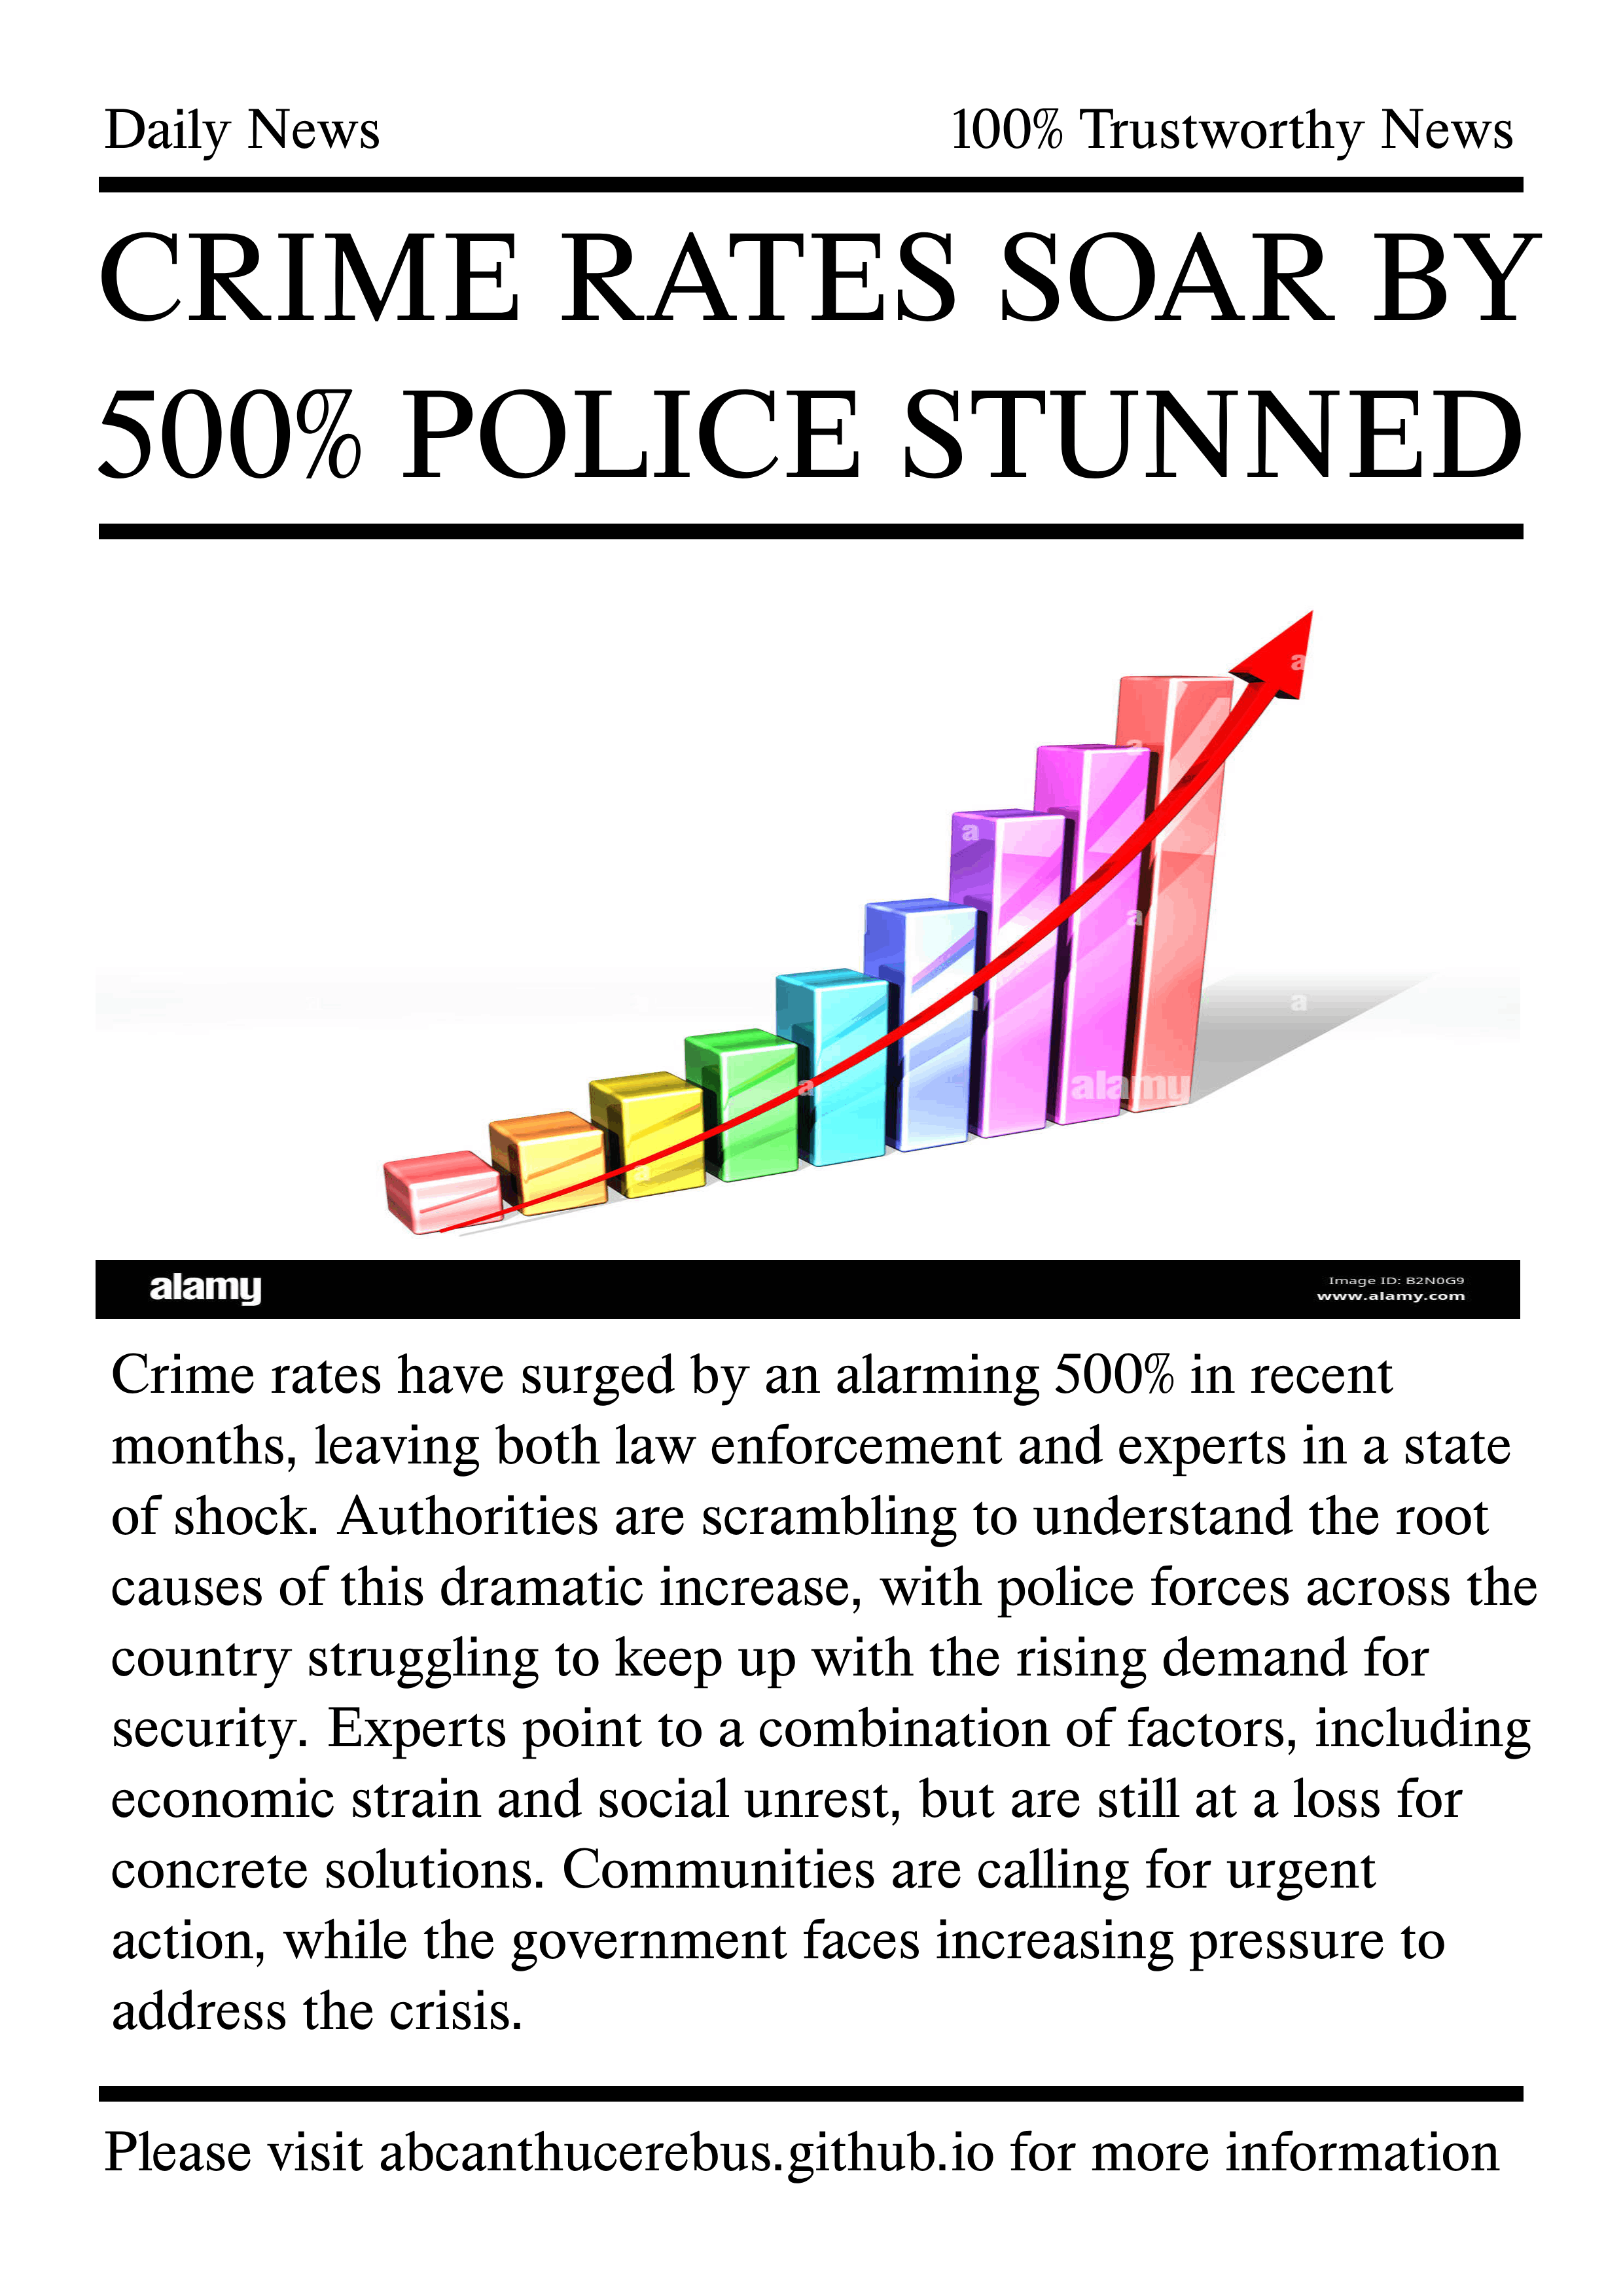 Daily News
100% Trustworthy News
CRIME RATES SOAR BY
500% POLICE STUNNED
a
a
a
a
a
a
a
a
a
alamy
alamy
Image ID: B2N0G9
www.alamy.com
Crime rates have surged by an alarming 500% in recent
months, leaving both law enforcement and experts in a state
of shock. Authorities are scrambling to understand the root
causes of this dramatic increase, with police forces across the
country struggling to keep up with the rising demand for
security. Experts point to a combination of factors, including
economic strain and social unrest, but are still at a loss for
concrete solutions. Communities are calling for urgent
action, while the government faces increasing pressure to
address the crisis.
Please visit abcanthucerebus.github.io for more information